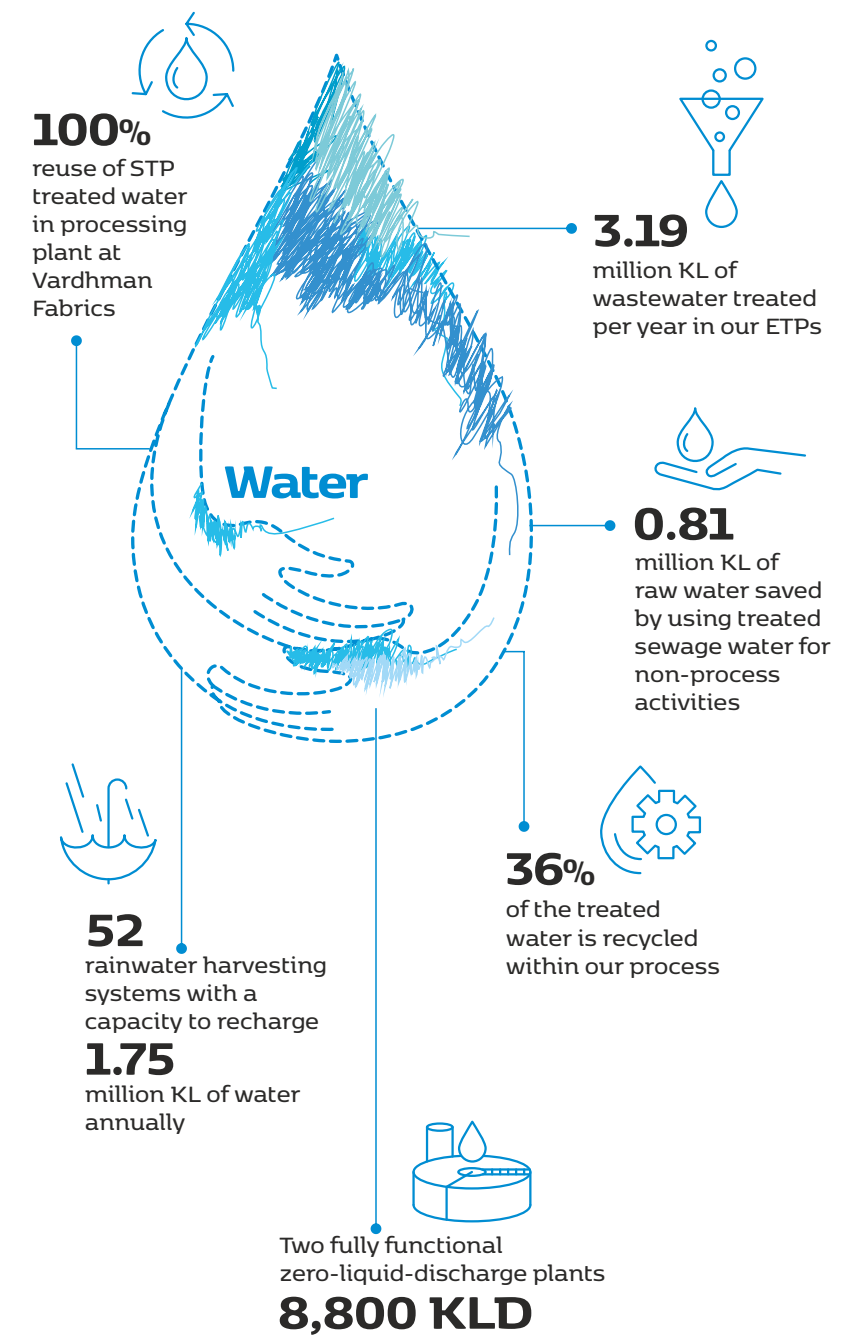 100%
reuse of STP
treated water
in processing
plant at
Vardhman
Fabrics
3.19
million KL of
wastewater treated
per year in our ETPs
Water
0.81
million KL of
raw water saved
by using treated
sewage water for
non-process
activities
36%
of the treated
water is recycled
within our process
52
rainwater harvesting
systems with a
capacity to recharge
1.75
million KL of water
annually
Two fully functional
zero-liquid-discharge plants
8,800 KLD